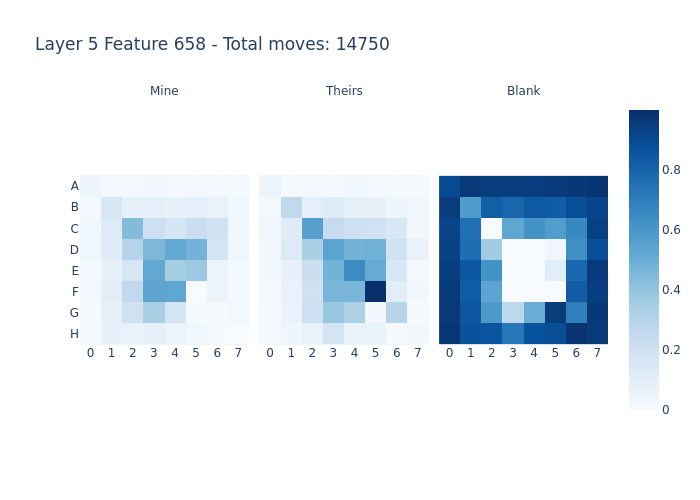 Layer 5 Feature 658 - Total moves: 14750
Mine Theirs Blank
A
B
C
D
E
F
G
H
0 1 2 3 4 5 6 7 0 1 2 3 4 5 6 7 0 1 2 3 4 5 6 7
0.8
0.6
0.4
0.2
0